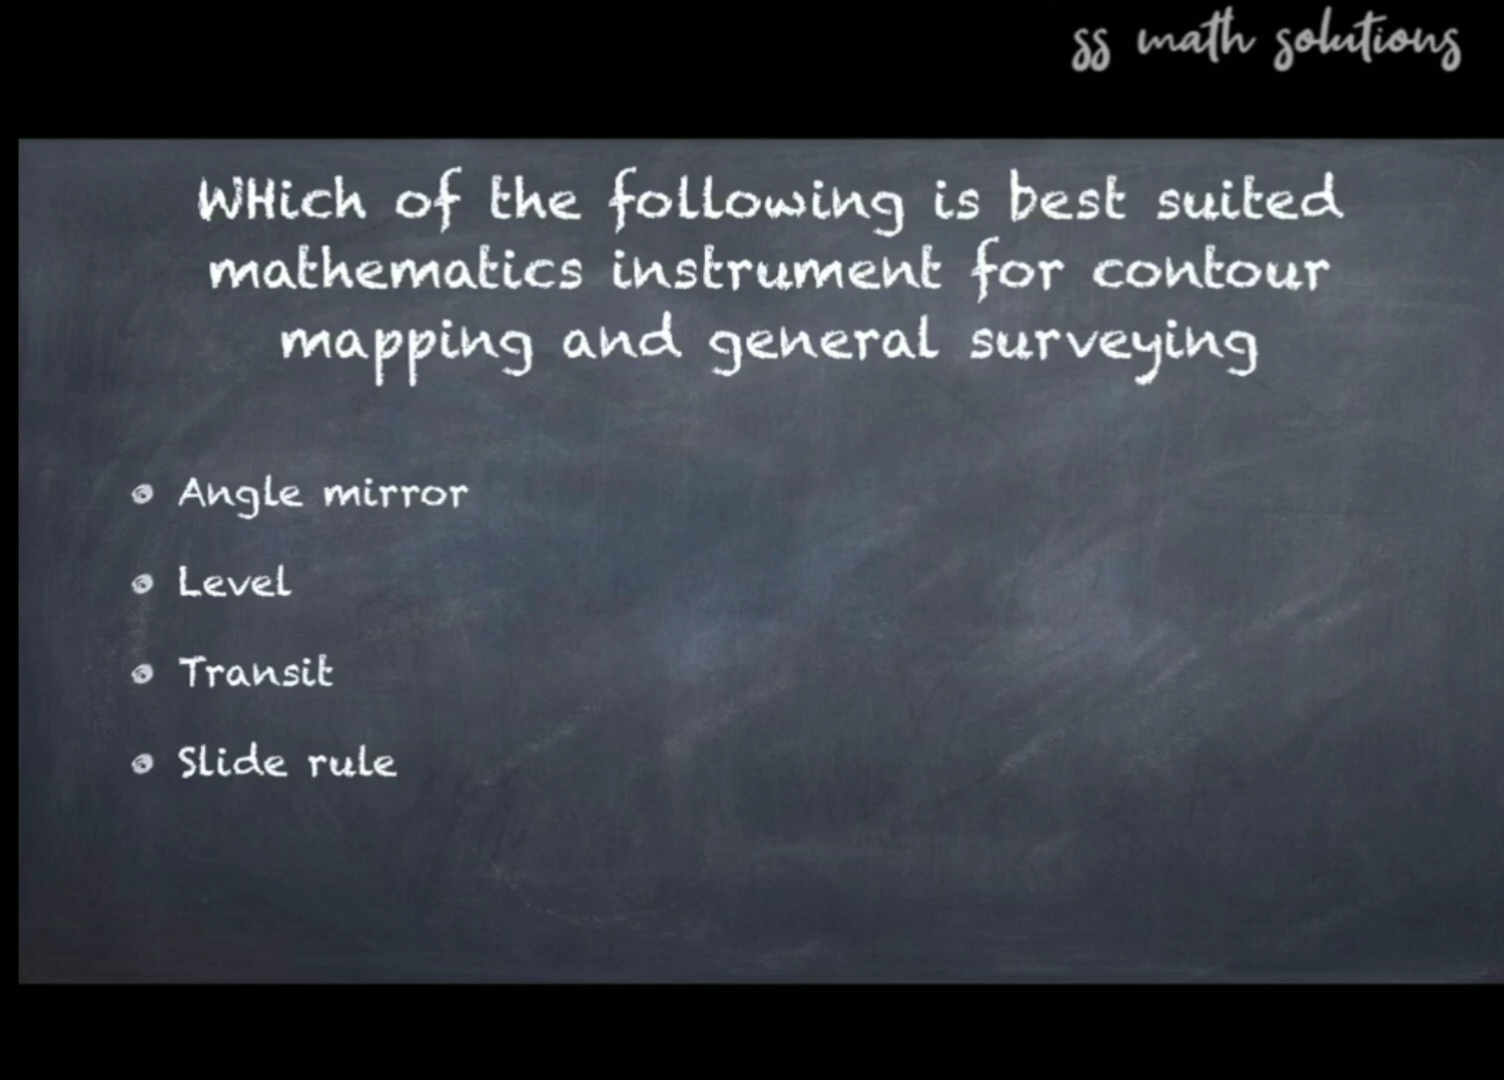 ss math solutions
WHich of the following is best suited
mathematics instrument for contour
mapping and general surveying
Angle mirror
Level
Transit
Slide rule